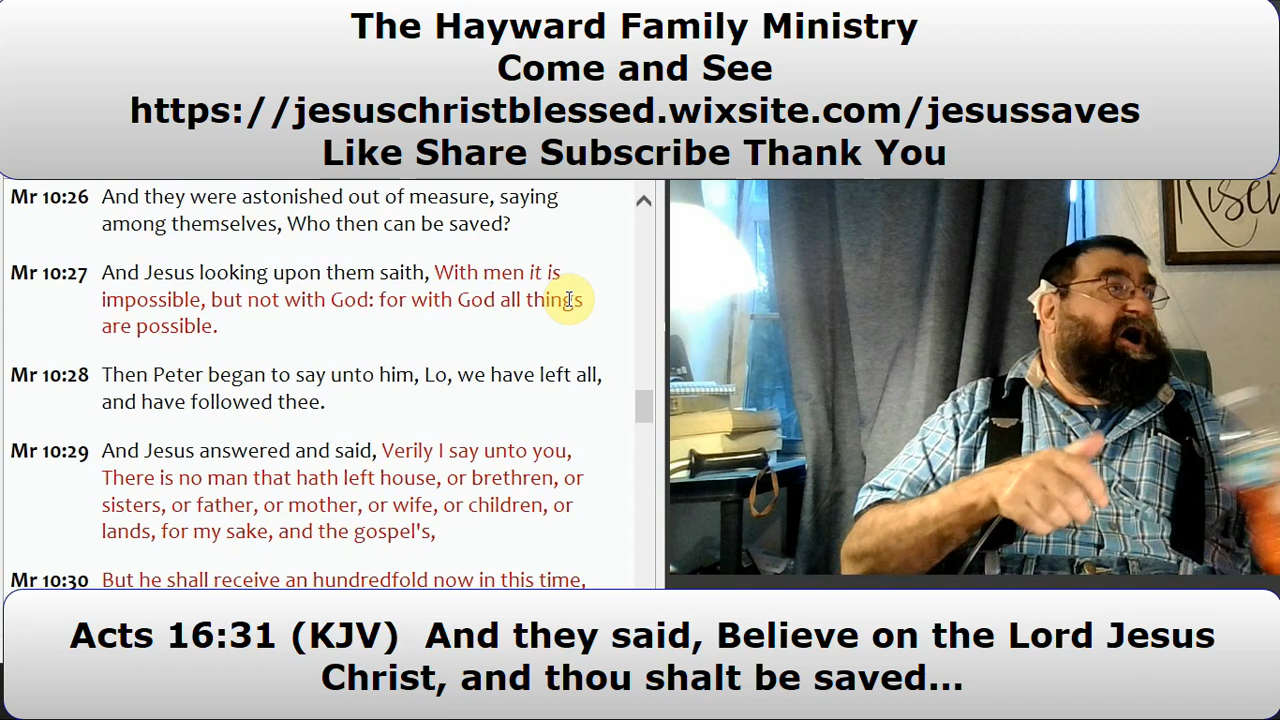 The Hayward Family Ministry
Come and See
https://jesuschristblessed.wixsite.com/jesussaves
Like Share Subscribe Thank You
Mr 10:26 And they were astonished out of measure, saying
among themselves, Who then can be saved?
Mr 10:27 And Jesus looking upon them saith, With men it is
impossible, but not with God: for with God all things
are possible.
Mr 10:28 Then Peter began to say unto him, Lo, we have left all,
and have followed thee.
Mr 10:29 And Jesus answered and said, Verily I say unto you,
There is no man that hath left house, or brethren, or
sisters, or father, or mother, or wife, or children, or
lands, for my sake, and the gospel's,
Mr 10:30 But he shall receive an hundredfold now in this time,
Risen
Acts 16:31 (KJV) And they said, Believe on the Lord Jesus
Christ, and thou shalt be saved...